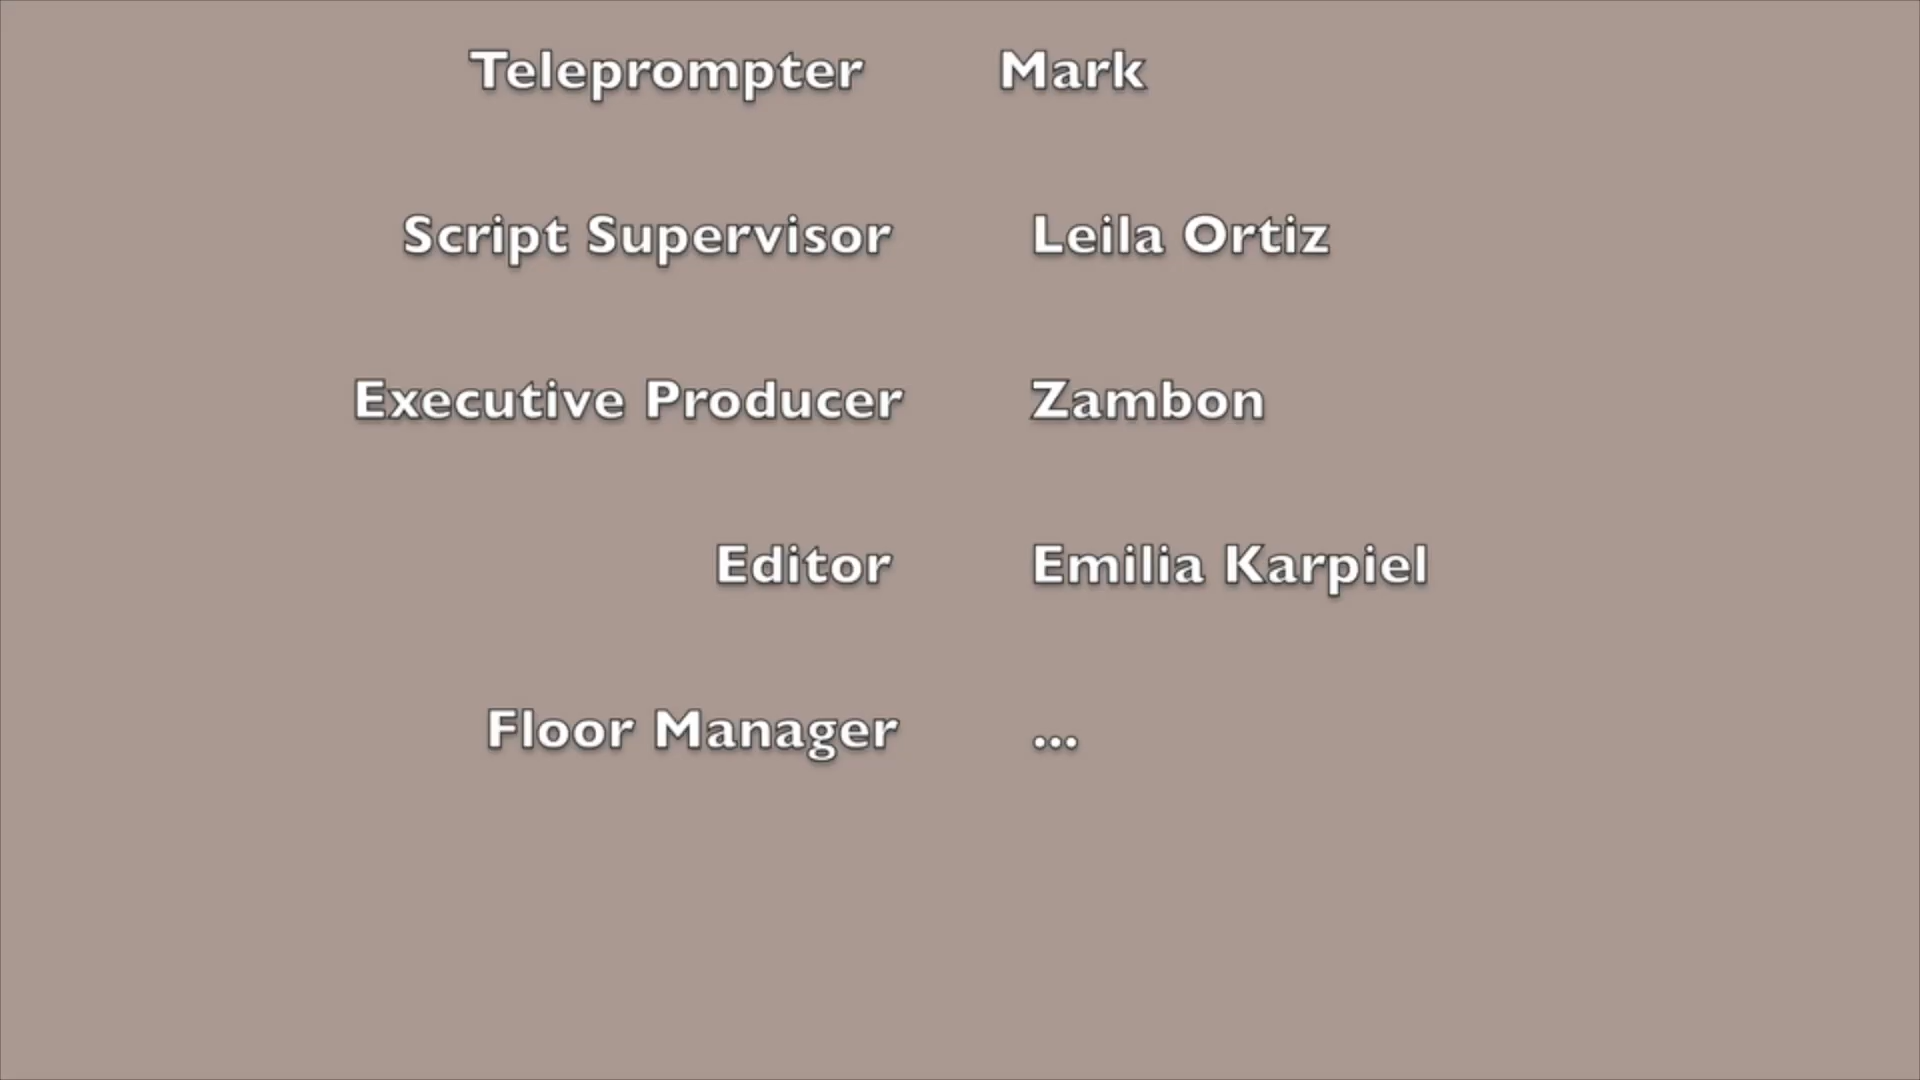 Teleprompter Mark
Script Supervisor Leila Ortiz
Executive Producer Zambon
Editor Emilia Karpiel
Floor Manager ...